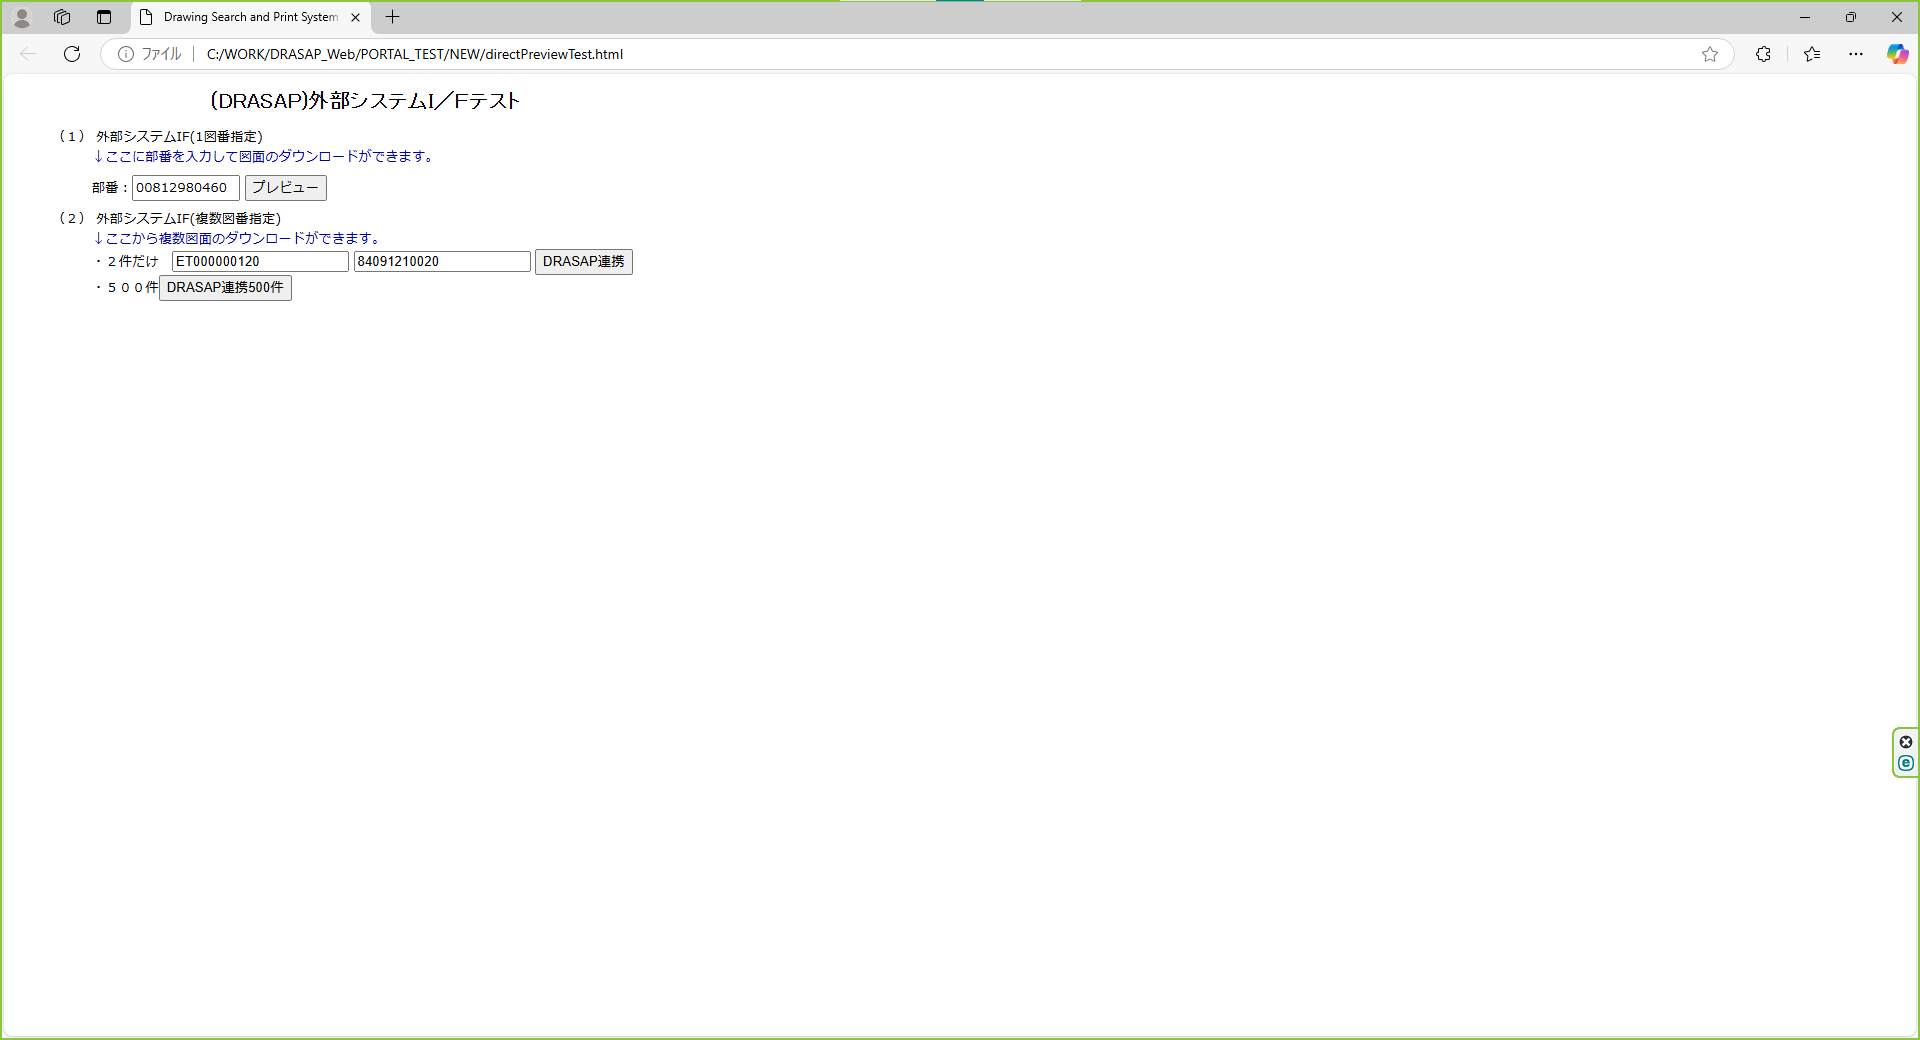 Drawing Search and Print System
ファイル
C:/WORK/DRASAP_Web/PORTAL_TEST/NEW/directPreviewTest.html
(DRASAP)外部システムI／Fテスト
（１） 外部システムIF(1図番指定)
↓ここに部番を入力して図面のダウンロードができます。
部番：00812980460 プレビュー
（２） 外部システムIF(複数図番指定)
↓ここから複数図面のダウンロードができます。
・２件だけ ET000000120 84091210020 DRASAP連携
・５００件 DRASAP連携500件